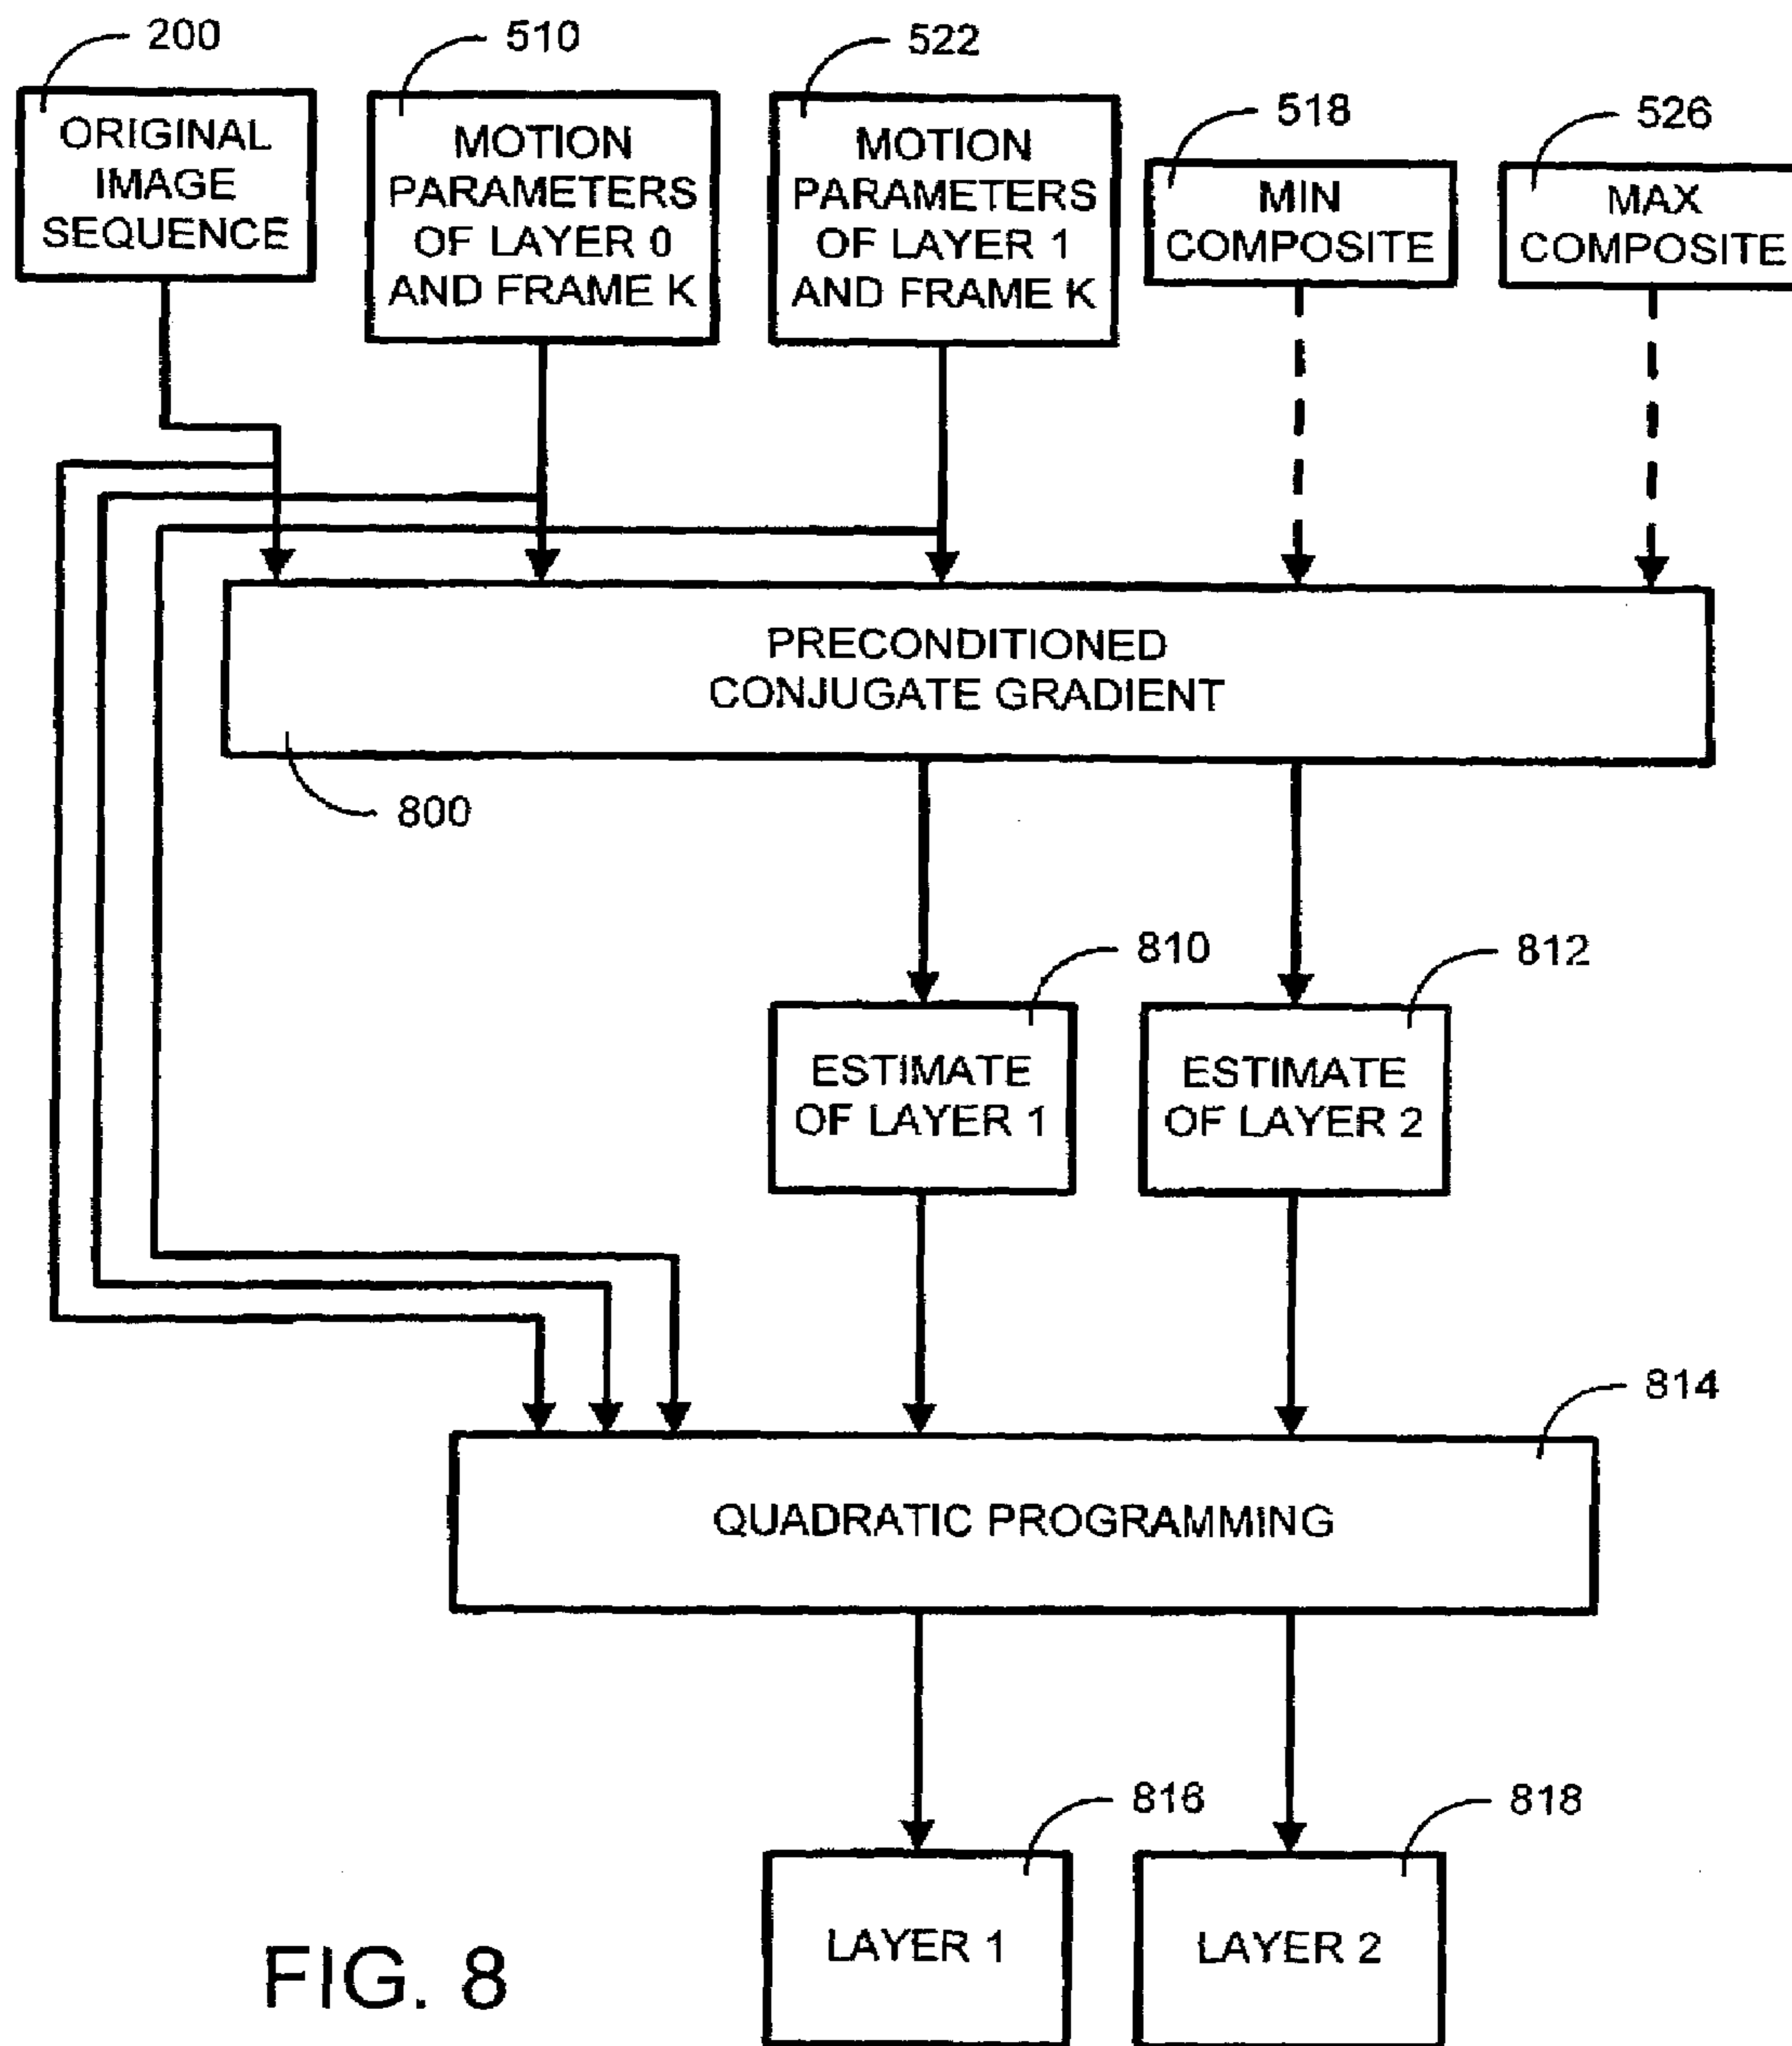 200
510
522
518
526
ORIGINAL
IMAGE
SEQUENCE
MOTION
PARAMETERS
OF LAYER 0
AND FRAME K
MOTION
PARAMETERS
OF LAYER 1
AND FRAME K
MIN
COMPOSITE
MAX
COMPOSITE
PRECONDITIONED
CONJUGATE GRADIENT
800
810
812
ESTIMATE
OF LAYER 1
ESTIMATE
OF LAYER 2
814
QUADRATIC PROGRAMMING
816
818
LAYER 1
LAYER 2
FIG. 8